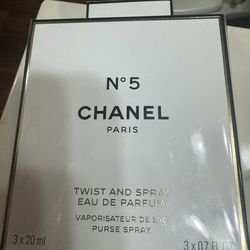 N°5
CHANEL
PARIS
TWIST AND SPRAY
EAU DE PARFUM
VAPORISATEUR DE SAC
PURSE SPRAY
3 x 20 ml
3 x 0.7 FL. OZ.